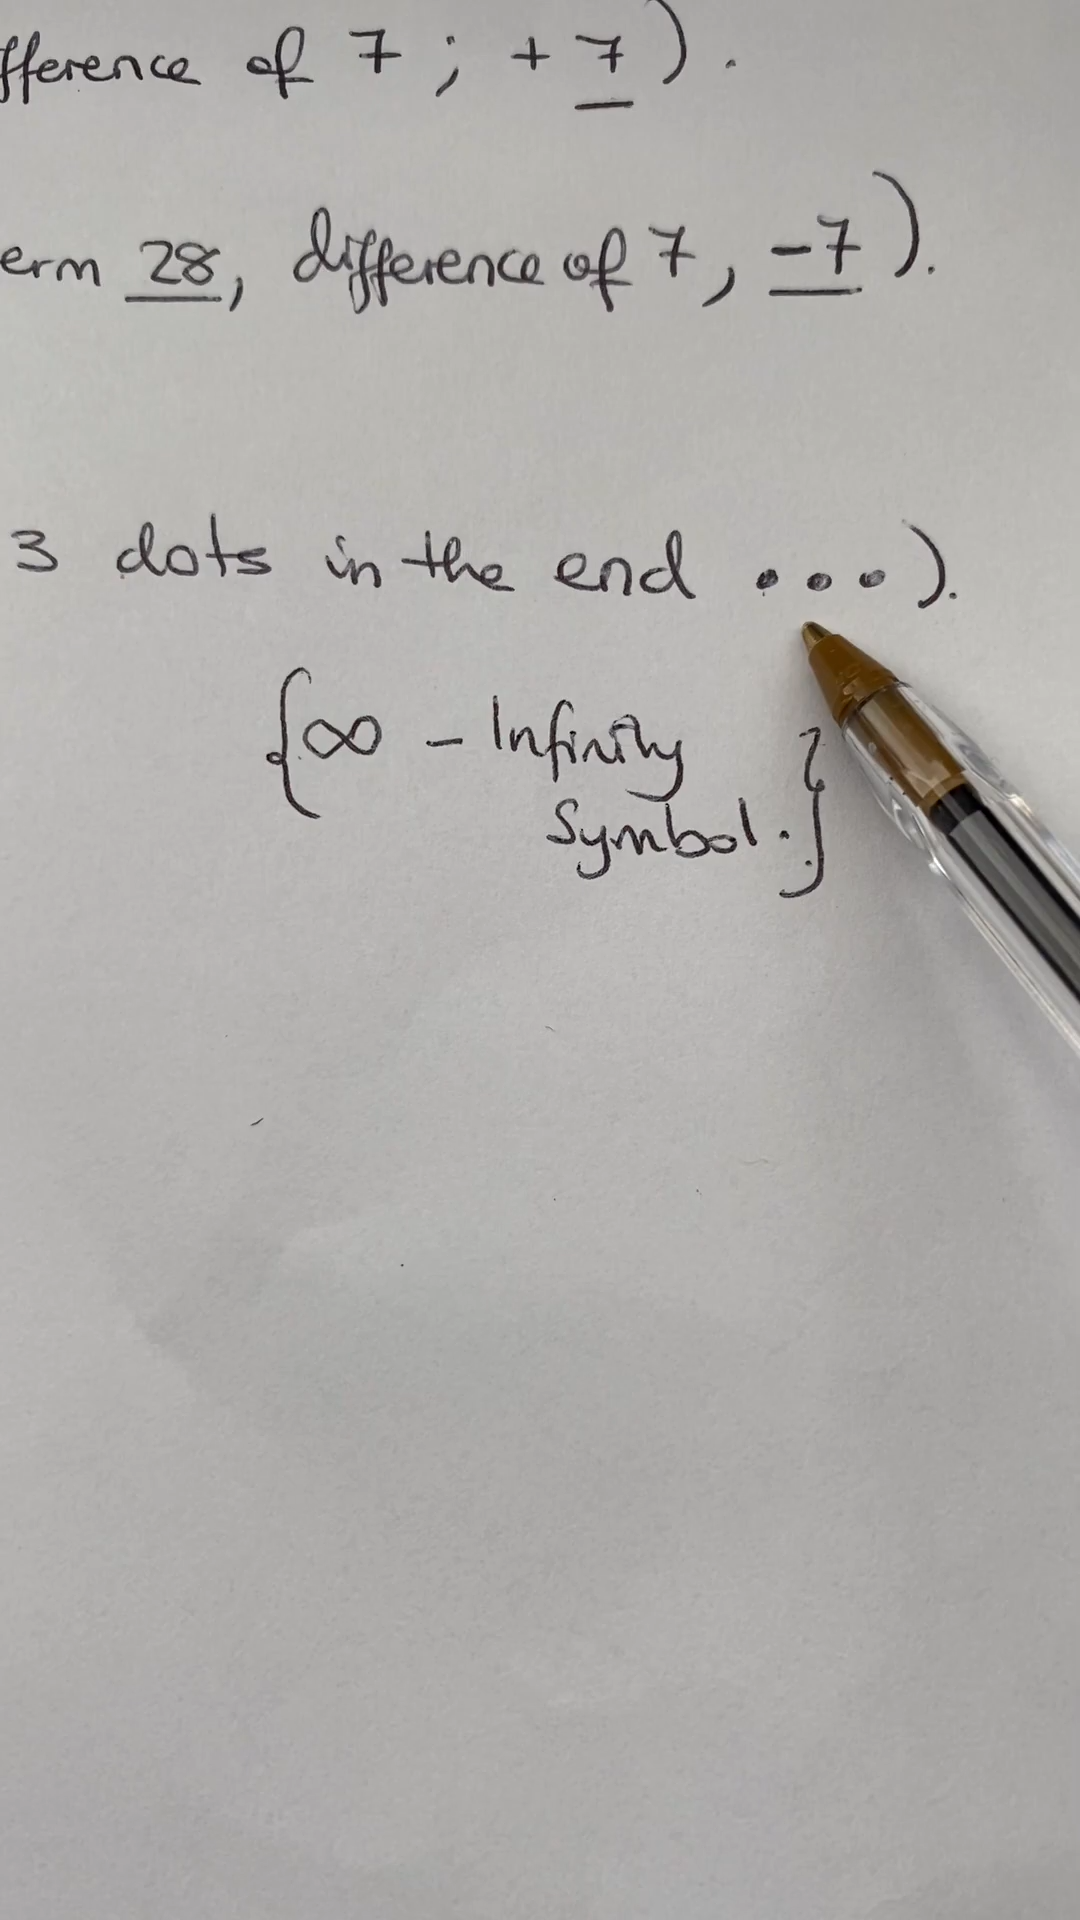 fference of 7 ; + 7 ) .
erm 28, difference of 7, -7 ).
3 dots in the end ... ).
{ ∞ - Infinity
Symbol. }